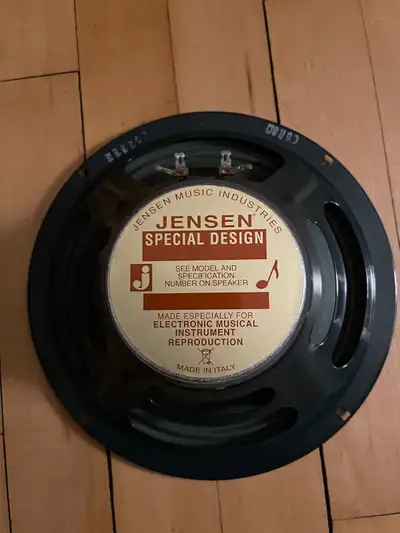 C8R8Ω
JENSEN MUSIC INDUSTRIES
JENSEN®
SPECIAL DESIGN
j
SEE MODEL AND
SPECIFICATION
NUMBER ON SPEAKER
MADE ESPECIALLY FOR
ELECTRONIC MUSICAL
INSTRUMENT
REPRODUCTION
MADE IN ITALY